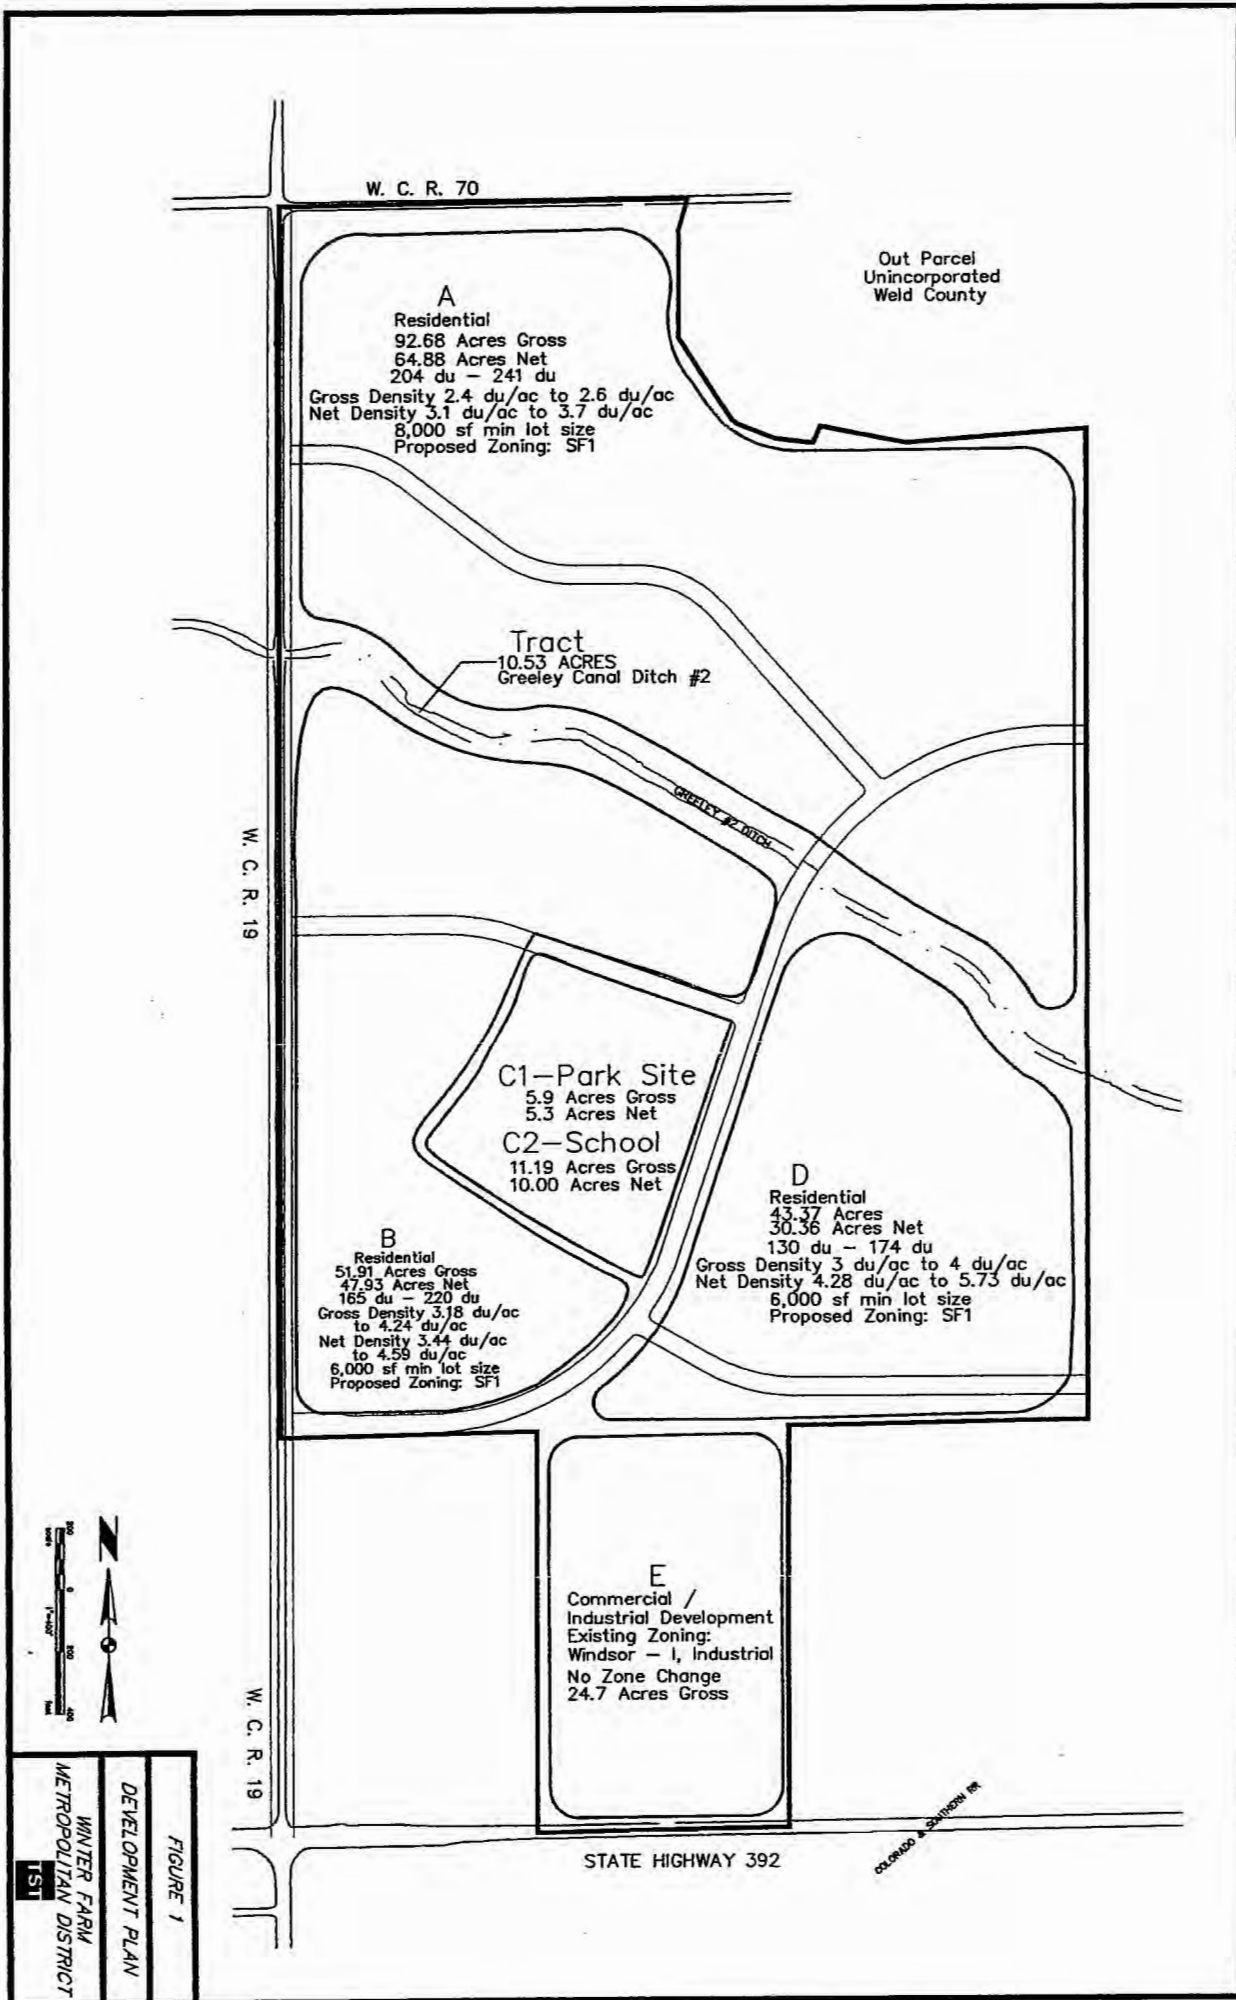 W. C. R. 70
Out Parcel
Unincorporated
Weld County
A
Residential
92.68 Acres Gross
64.88 Acres Net
204 du – 241 du
Gross Density 2.4 du/ac to 2.6 du/ac
Net Density 3.1 du/ac to 3.7 du/ac
8,000 sf min lot size
Proposed Zoning: SF1
Tract
10.53 ACRES
Greeley Canal Ditch #2
GREELEY #2 DITCH
W. C. R. 19
C1–Park Site
5.9 Acres Gross
5.3 Acres Net
C2–School
11.19 Acres Gross
10.00 Acres Net
D
Residential
43.37 Acres
30.36 Acres Net
130 du – 174 du
Gross Density 3 du/ac to 4 du/ac
Net Density 4.28 du/ac to 5.73 du/ac
6,000 sf min lot size
Proposed Zoning: SF1
B
Residential
51.91 Acres Gross
47.93 Acres Net
165 du – 220 du
Gross Density 3.18 du/ac
to 4.24 du/ac
Net Density 3.44 du/ac
to 4.59 du/ac
6,000 sf min lot size
Proposed Zoning: SF1
E
Commercial /
Industrial Development
Existing Zoning:
Windsor – I, Industrial
No Zone Change
24.7 Acres Gross
W. C. R. 19
STATE HIGHWAY 392
COLORADO & SOUTHERN RR
N
0
200
400
scale
feet
FIGURE 1
DEVELOPMENT PLAN
WINTER FARM
METROPOLITAN DISTRICT
TST